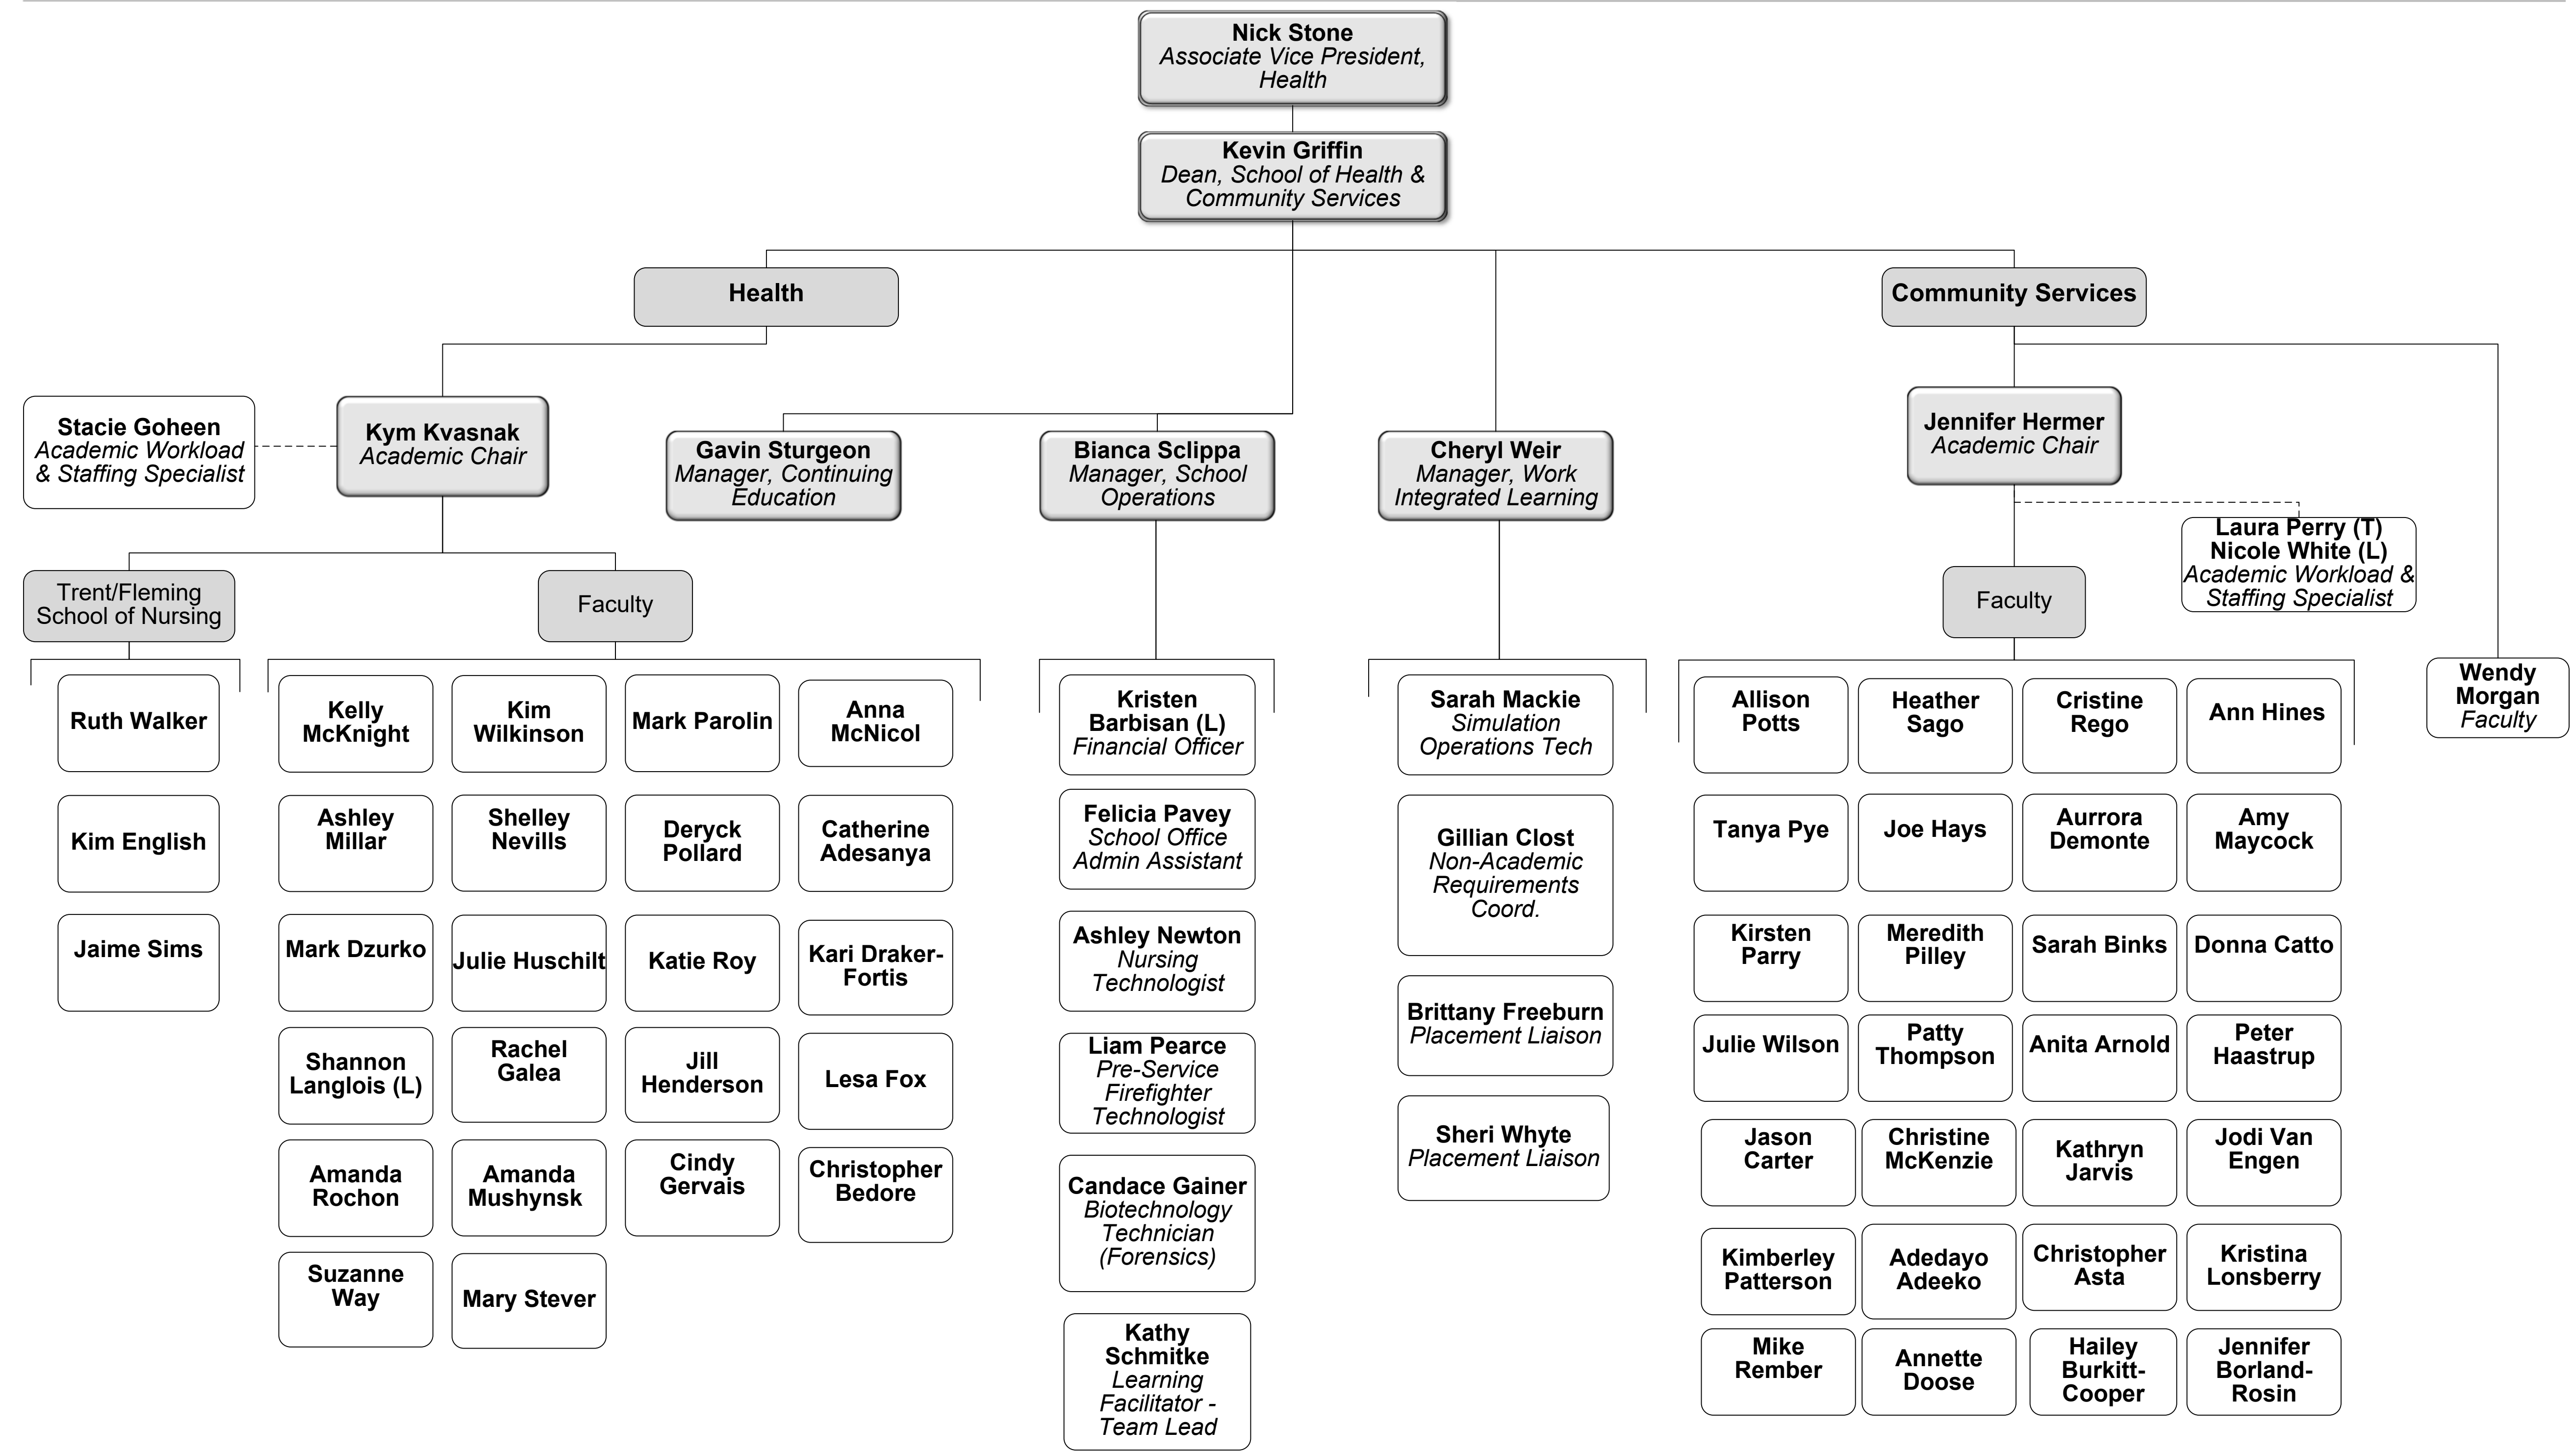 Nick Stone
Associate Vice President,
Health
Kevin Griffin
Dean, School of Health &
Community Services
Health
Community Services
Stacie Goheen
Academic Workload
& Staffing Specialist
Kym Kvasnak
Academic Chair
Gavin Sturgeon
Manager, Continuing
Education
Bianca Sclippa
Manager, School
Operations
Cheryl Weir
Manager, Work
Integrated Learning
Jennifer Hermer
Academic Chair
Laura Perry (T)
Nicole White (L)
Academic Workload &
Staffing Specialist
Trent/Fleming
School of Nursing
Faculty
Faculty
Ruth Walker
Kim English
Jaime Sims
Kelly
McKnight
Kim
Wilkinson
Mark Parolin
Anna
McNicol
Ashley
Millar
Shelley
Nevills
Deryck
Pollard
Catherine
Adesanya
Mark Dzurko
Julie Huschilt
Katie Roy
Kari Draker-
Fortis
Shannon
Langlois (L)
Rachel
Galea
Jill
Henderson
Lesa Fox
Amanda
Rochon
Amanda
Mushynsk
Cindy
Gervais
Christopher
Bedore
Suzanne
Way
Mary Stever
Kristen
Barbisan (L)
Financial Officer
Felicia Pavey
School Office
Admin Assistant
Ashley Newton
Nursing
Technologist
Liam Pearce
Pre-Service
Firefighter
Technologist
Candace Gainer
Biotechnology
Technician
(Forensics)
Kathy
Schmitke
Learning
Facilitator -
Team Lead
Sarah Mackie
Simulation
Operations Tech
Gillian Clost
Non-Academic
Requirements
Coord.
Brittany Freeburn
Placement Liaison
Sheri Whyte
Placement Liaison
Allison
Potts
Heather
Sago
Cristine
Rego
Ann Hines
Tanya Pye
Joe Hays
Aurrora
Demonte
Amy
Maycock
Kirsten
Parry
Meredith
Pilley
Sarah Binks
Donna Catto
Julie Wilson
Patty
Thompson
Anita Arnold
Peter
Haastrup
Jason
Carter
Christine
McKenzie
Kathryn
Jarvis
Jodi Van
Engen
Kimberley
Patterson
Adedayo
Adeeko
Christopher
Asta
Kristina
Lonsberry
Mike
Rember
Annette
Doose
Hailey
Burkitt-
Cooper
Jennifer
Borland-
Rosin
Wendy
Morgan
Faculty